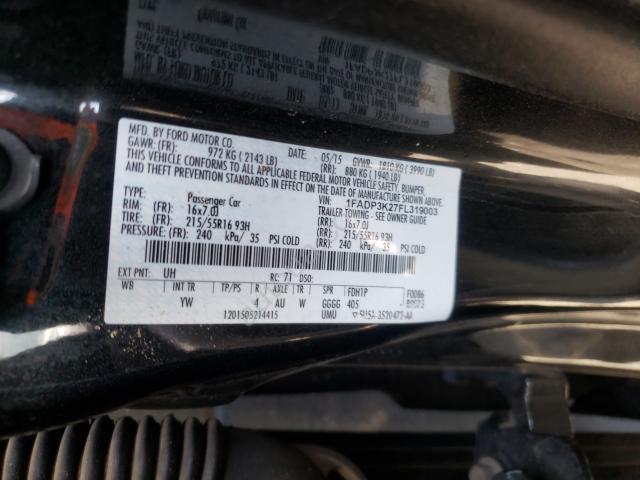 MFD. BY FORD MOTOR CO.
DATE: 05/15 GVWR: 1810 KG ( 3990 LB)
GAWR: (FR): 972 KG ( 2143 LB) (RR): 880 KG ( 1940 LB)
THIS VEHICLE CONFORMS TO ALL APPLICABLE FEDERAL MOTOR VEHICLE SAFETY, BUMPER,
AND THEFT PREVENTION STANDARDS IN EFFECT ON THE DATE OF MANUFACTURE SHOWN ABOVE.
VIN: 1FADP3K27FL319003
TYPE: Passenger Car TRAILER TOWING - SEE OWNER GUIDE
RIM: (FR): 16x7.0J (RR): 16x7.0J
TIRE: (FR): 215/55R16 93H (RR): 215/55R16 93H
PRESSURE: (FR): 240 kPa/ 35 PSI COLD (RR): 240 kPa/ 35 PSI COLD
EXT PNT: UH RC: 71 DSO:
WB INT TR TP/PS R AXLE TR SPR FDH1P F0086
YW 4 AU W GGGG 405
1201505214415 UMU